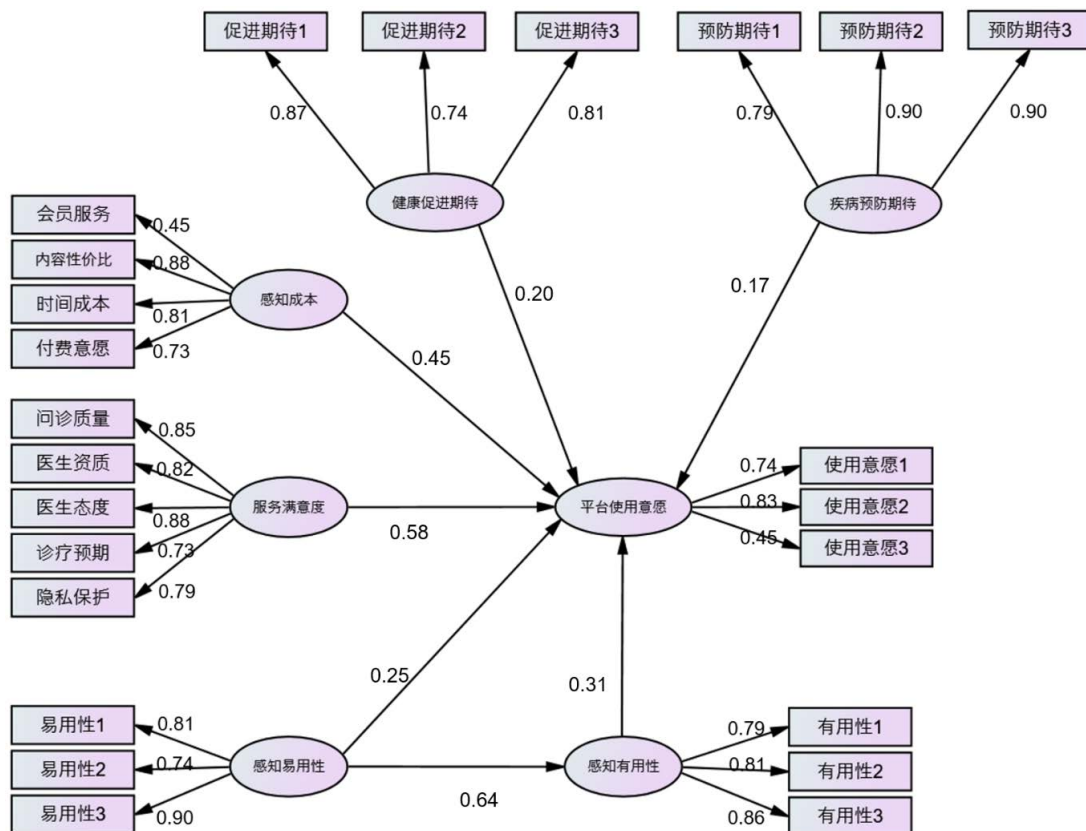 促进期待1
促进期待2
促进期待3
预防期待1
预防期待2
预防期待3
0.87
0.74
0.81
0.79
0.90
0.90
健康促进期待
疾病预防期待
会员服务
内容性价比
时间成本
付费意愿
0.45
0.88
0.81
0.73
感知成本
0.20
0.17
0.45
问诊质量
医生资质
医生态度
诊疗预期
隐私保护
0.85
0.82
0.88
0.73
0.79
服务满意度
0.58
平台使用意愿
0.74
0.83
0.45
使用意愿1
使用意愿2
使用意愿3
0.25
0.31
易用性1
易用性2
易用性3
0.81
0.74
0.90
感知易用性
0.64
感知有用性
0.79
0.81
0.86
有用性1
有用性2
有用性3